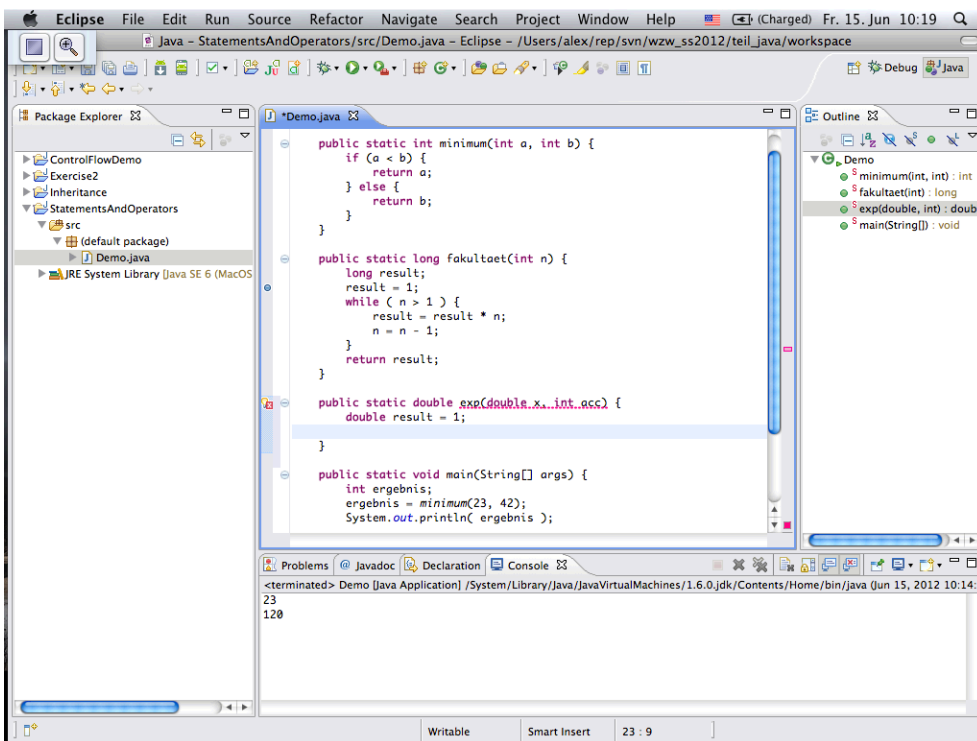 Eclipse File Edit Run Source Refactor Navigate Search Project Window Help (Charged) Fr. 15. Jun 10:19
Java - StatementsAndOperators/src/Demo.java - Eclipse - /Users/alex/rep/svn/wzw_ss2012/teil_java/workspace
Debug Java
Package Explorer
ControlFlowDemo
Exercise2
Inheritance
StatementsAndOperators
src
(default package)
Demo.java
JRE System Library [Java SE 6 (MacOS
*Demo.java
public static int minimum(int a, int b) {
if (a < b) {
return a;
} else {
return b;
}
}
public static long fakultaet(int n) {
long result;
result = 1;
while ( n > 1 ) {
result = result * n;
n = n - 1;
}
return result;
}
public static double exp(double x, int acc) {
double result = 1;
}
public static void main(String[] args) {
int ergebnis;
ergebnis = minimum(23, 42);
System.out.println( ergebnis );
Outline
Demo
minimum(int, int) : int
fakultaet(int) : long
exp(double, int) : doub
main(String[]) : void
Problems @ Javadoc Declaration Console
<terminated> Demo [Java Application] /System/Library/Java/JavaVirtualMachines/1.6.0.jdk/Contents/Home/bin/java (Jun 15, 2012 10:14:
23
120
Writable Smart Insert 23 : 9